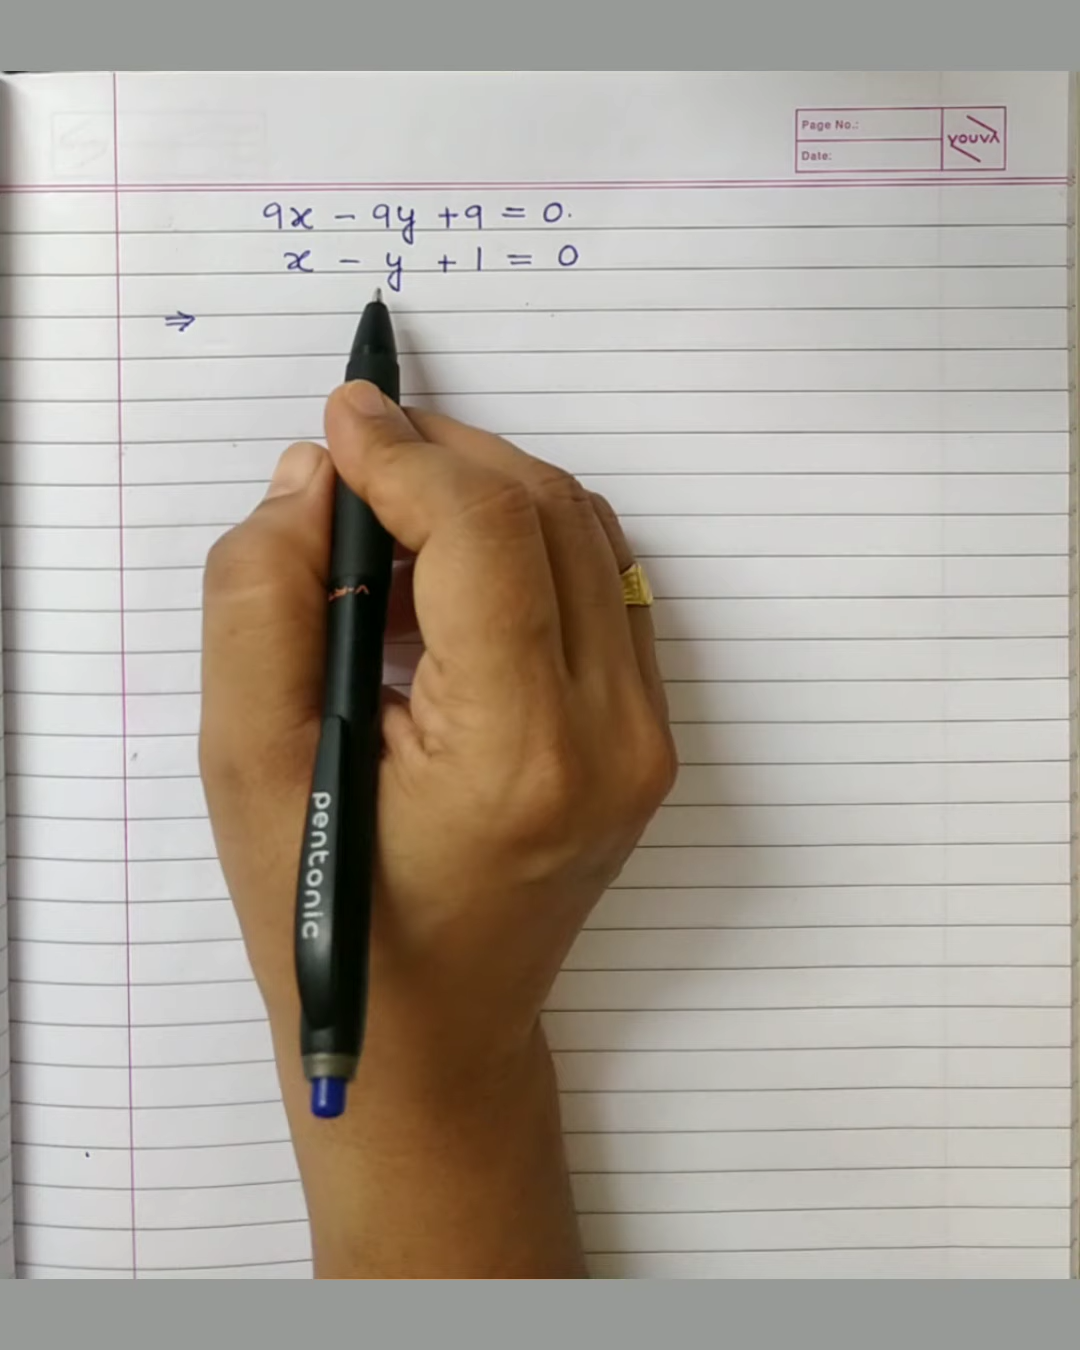 Page No.:
Date:
YOUVA
9x - 9y + 9 = 0.
x - y + 1 = 0
⇒
pentonic